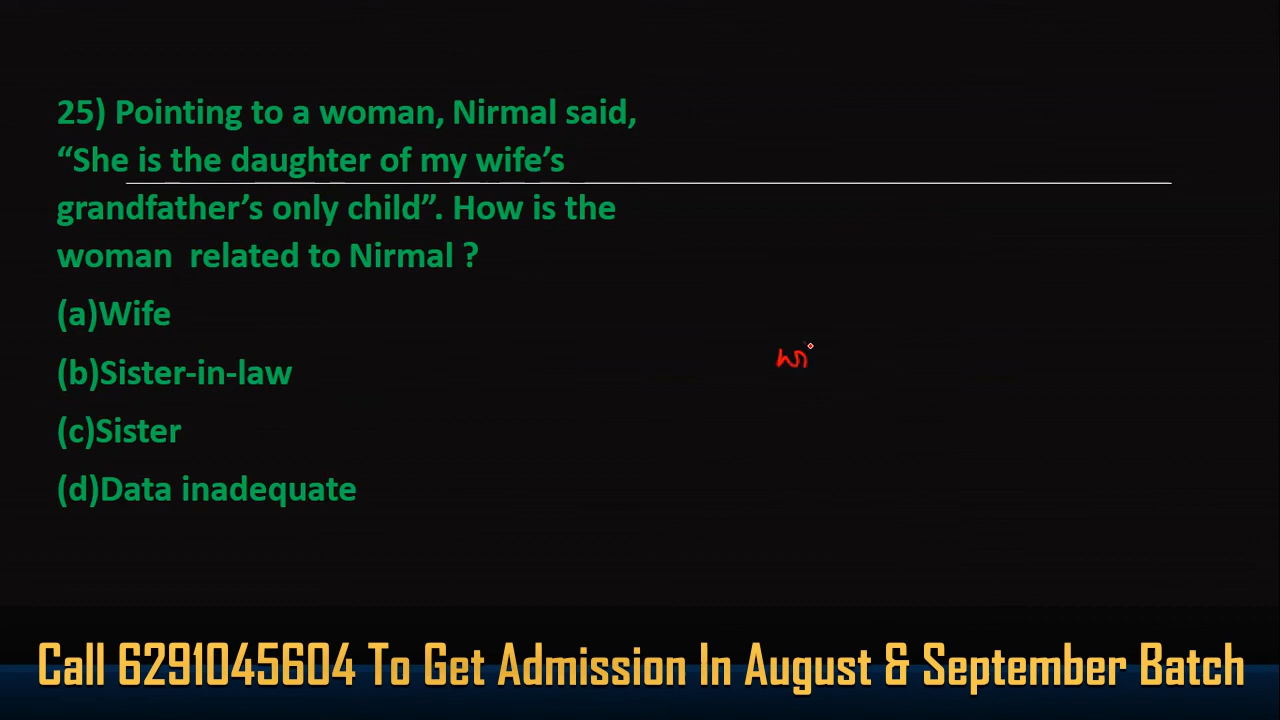 25) Pointing to a woman, Nirmal said,
“She is the daughter of my wife’s
grandfather’s only child”. How is the
woman  related to Nirmal ?
(a)Wife
(b)Sister-in-law
(c)Sister
(d)Data inadequate
Call 6291045604 To Get Admission In August & September Batch